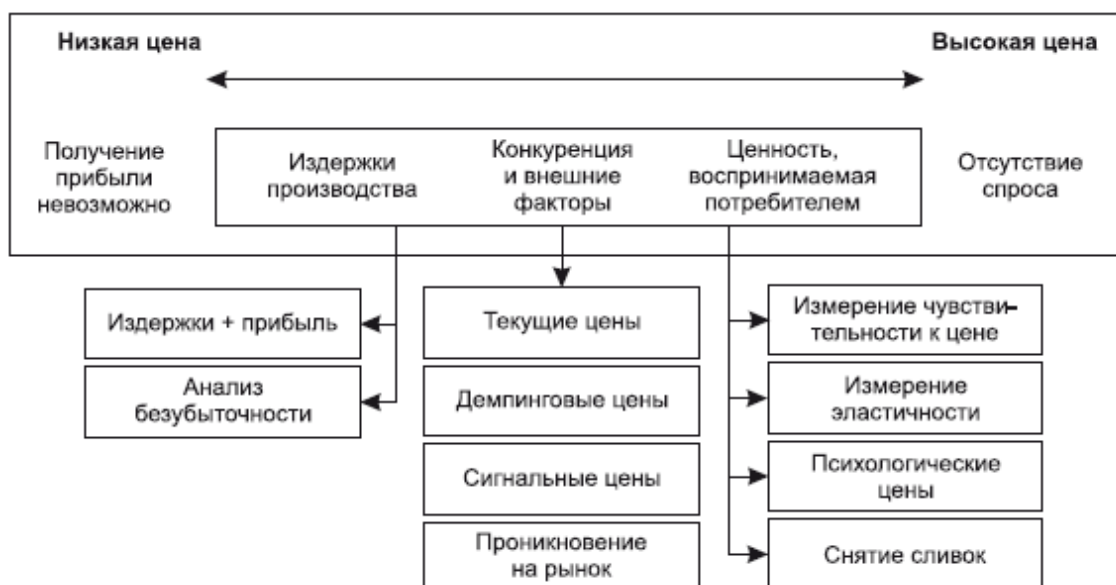 Низкая цена
Высокая цена
Получение
прибыли
невозможно
Издержки
производства
Конкуренция
и внешние
факторы
Ценность,
воспринимаемая
потребителем
Отсутствие
спроса
Издержки + прибыль
Анализ
безубыточности
Текущие цены
Демпинговые цены
Сигнальные цены
Проникновение
на рынок
Измерение чувстви-
тельности к цене
Измерение
эластичности
Психологические
цены
Снятие сливок